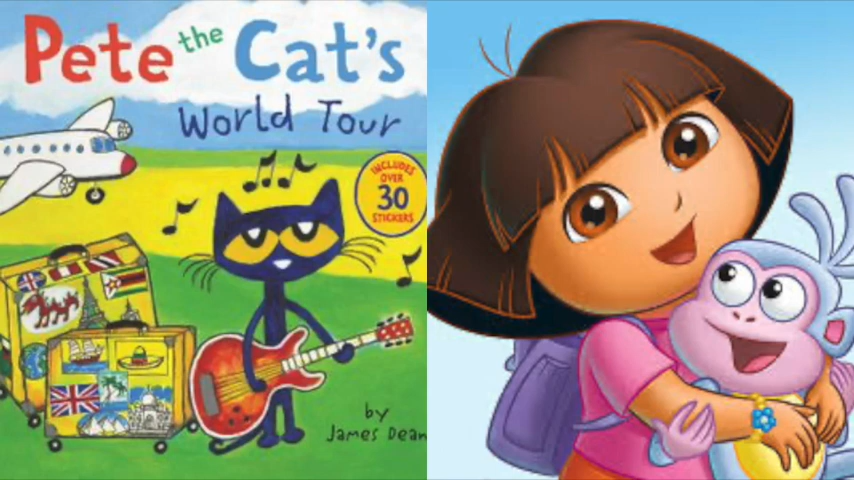 Pete the Cat's
World Tour
INCLUDES
OVER
30
STICKERS
by
James Dean